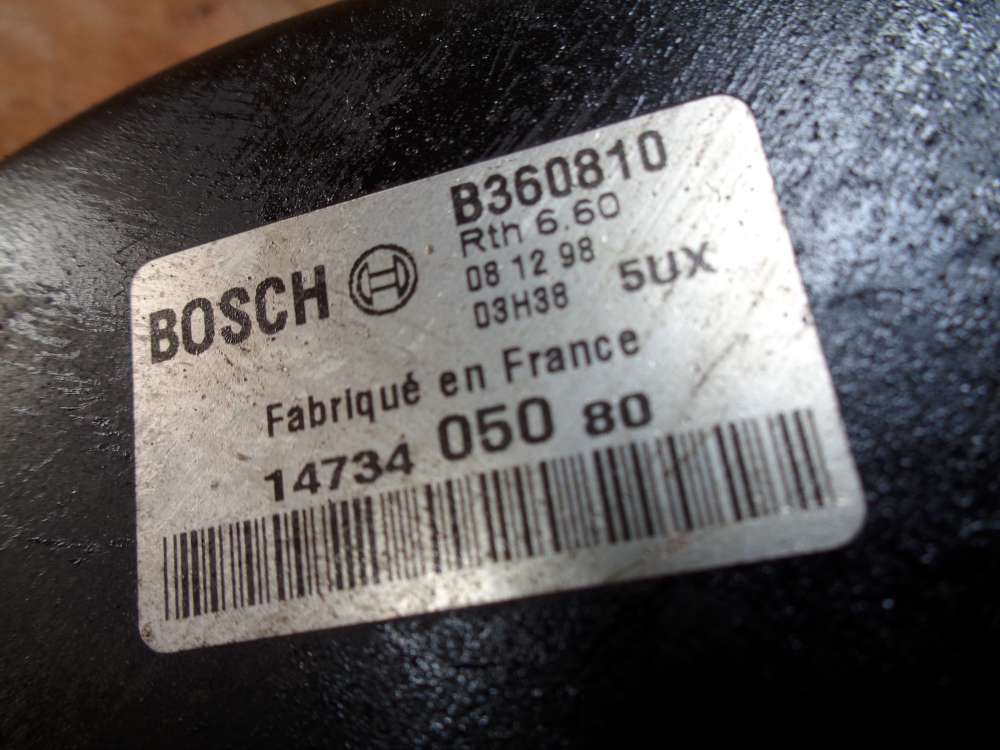 B360810
Rth 6.60
BOSCH
08 12 98
03H38 5UX
Fabriqué en France
14734 050 80